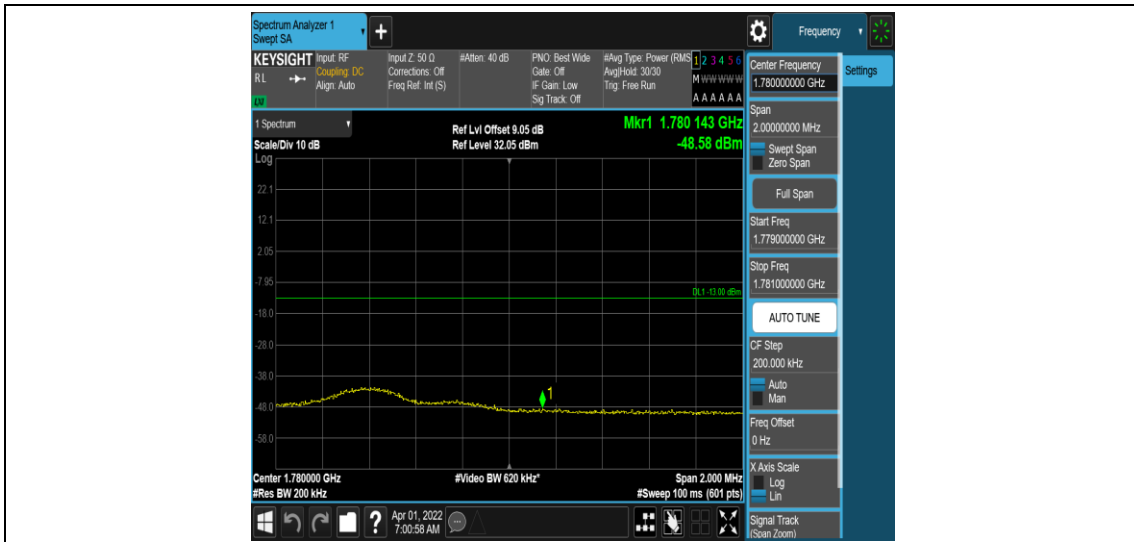 Spectrum Analyzer 1
Swept SA
+
Frequency
KEYSIGHT
RL
LXI
Input: RF
Coupling: DC
Align: Auto
Input Z: 50 Ω
Corrections: Off
Freq Ref: Int (S)
#Atten: 40 dB
PNO: Best Wide
Gate: Off
IF Gain: Low
Sig Track: Off
#Avg Type: Power (RMS
Avg|Hold: 30/30
Trig: Free Run
1 2 3 4 5 6
M W W W W W
A A A A A A
Center Frequency
1.780000000 GHz
Settings
Span
2.00000000 MHz
Swept Span
Zero Span
Full Span
Start Freq
1.779000000 GHz
Stop Freq
1.781000000 GHz
AUTO TUNE
CF Step
200.000 kHz
Auto
Man
Freq Offset
0 Hz
X Axis Scale
Log
Lin
Signal Track
(Span Zoom)
1 Spectrum
Scale/Div 10 dB
Log
Ref Lvl Offset 9.05 dB
Ref Level 32.05 dBm
Mkr1 1.780 143 GHz
-48.58 dBm
22.1
12.1
2.05
-7.95
DL1 -13.00 dBm
-18.0
-28.0
-38.0
1
-48.0
-58.0
Center 1.780000 GHz
#Res BW 200 kHz
#Video BW 620 kHz*
Span 2.000 MHz
#Sweep 100 ms (601 pts)
?
Apr 01, 2022
7:00:58 AM